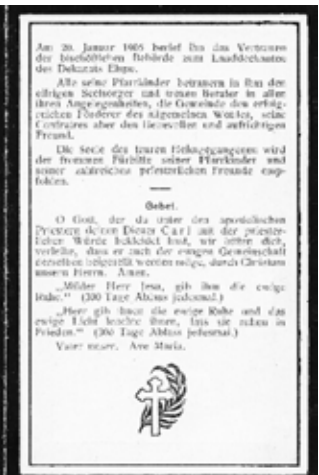 Am 20. Januar 1905 berief ihn das Vertrauen
der bischöflichen Behörde zum Landdechanten
des Dekanats
Alle seine Pfarrkinder betrauern in ihm den
eifrigen Seelsorger und treuen Berater in allen
ihren Angelegenheiten, die Gemeinde den erfolg-
reichen Förderer des allgemeinen Wohles, seine
Confratres aber den liebevollen und aufrichtigen
Freund.
Die Seele des teuren Heimgegangenen wird
der frommen Fürbitte seiner Pfarrkinder und
seiner zahlreichen priesterlichen Freunde emp-
fohlen.
Gebet.
O Gott, der du unter den apostolischen
Priestern deinen Diener Carl mit der priester-
lichen Würde bekleidet hast, wir bitten dich,
verleihe, dass er auch der ewigen Gemeinschaft
derselben beigesellt werden möge, durch Christum
unsern Herrn. Amen.
„Milder Herr Jesu, gib ihm die ewige
Ruhe.“ (300 Tage Ablass jedesmal.)
„Herr gib ihnen die ewige Ruhe und das
ewige Licht leuchte ihnen, lass sie ruhen in
Frieden.“ (300 Tage Ablass jedesmal.)
Vater unser. Ave Maria.